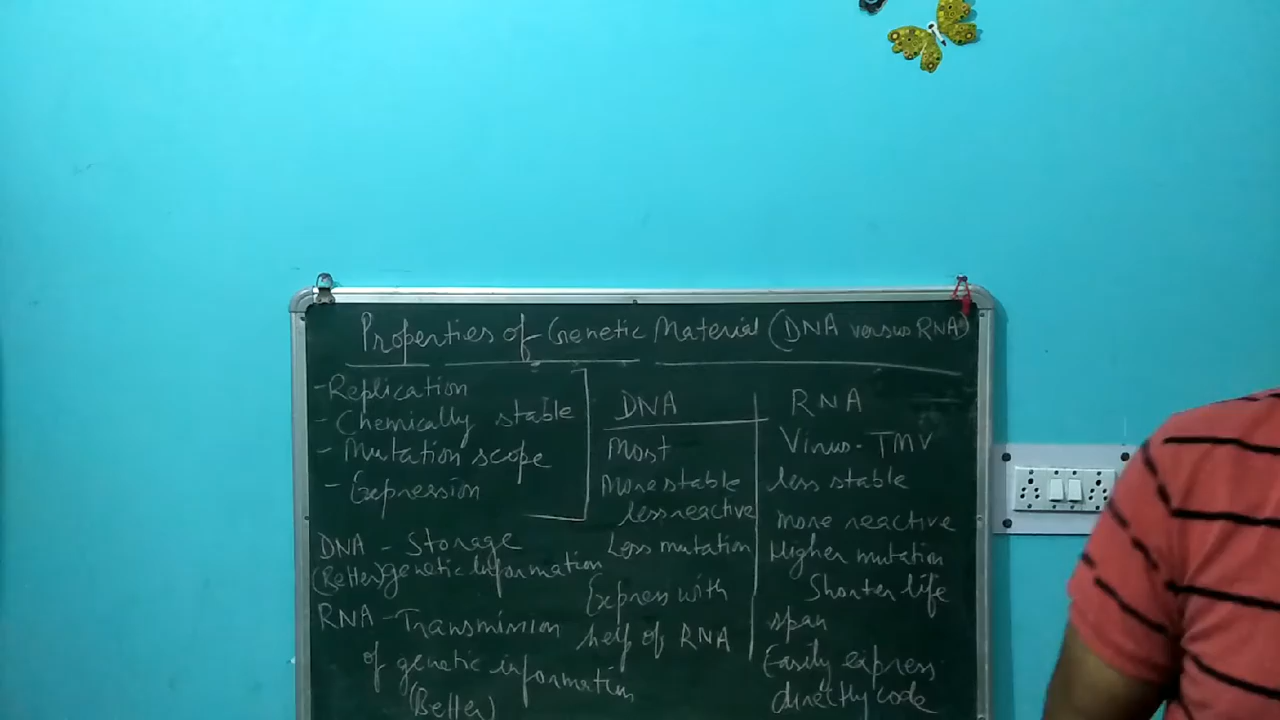 Properties of Genetic Material (DNA versus RNA)
- Replication
- Chemically stable
- Mutation scope
- Expression
DNA - Storage
(Better) genetic information
RNA - Transmission
of genetic information
(Better)
DNA
Most
More stable
less reactive
Less mutation
Express with
help of RNA
RNA
Virus - TMV
less stable
more reactive
Higher mutation
Shorter life
span
Easily express
directly code